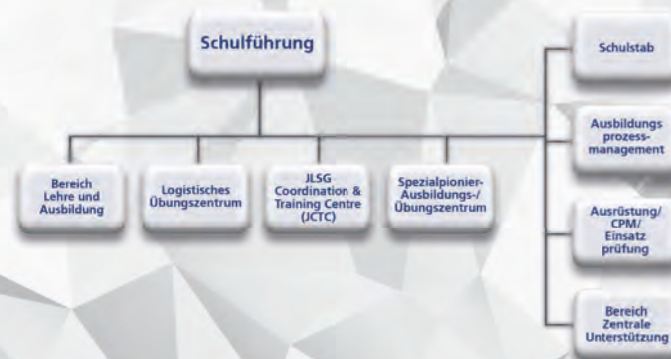 Schulführung
Schulstab
Ausbildungs
prozess-
management
Bereich
Lehre und
Ausbildung
Logistisches
Übungszentrum
JLSG
Coordination &
Training Centre
(JCTC)
Spezialpionier-
Ausbildungs-/
Übungszentrum
Ausrüstung/
CPM/
Einsatz
prüfung
Bereich
Zentrale
Unterstützung